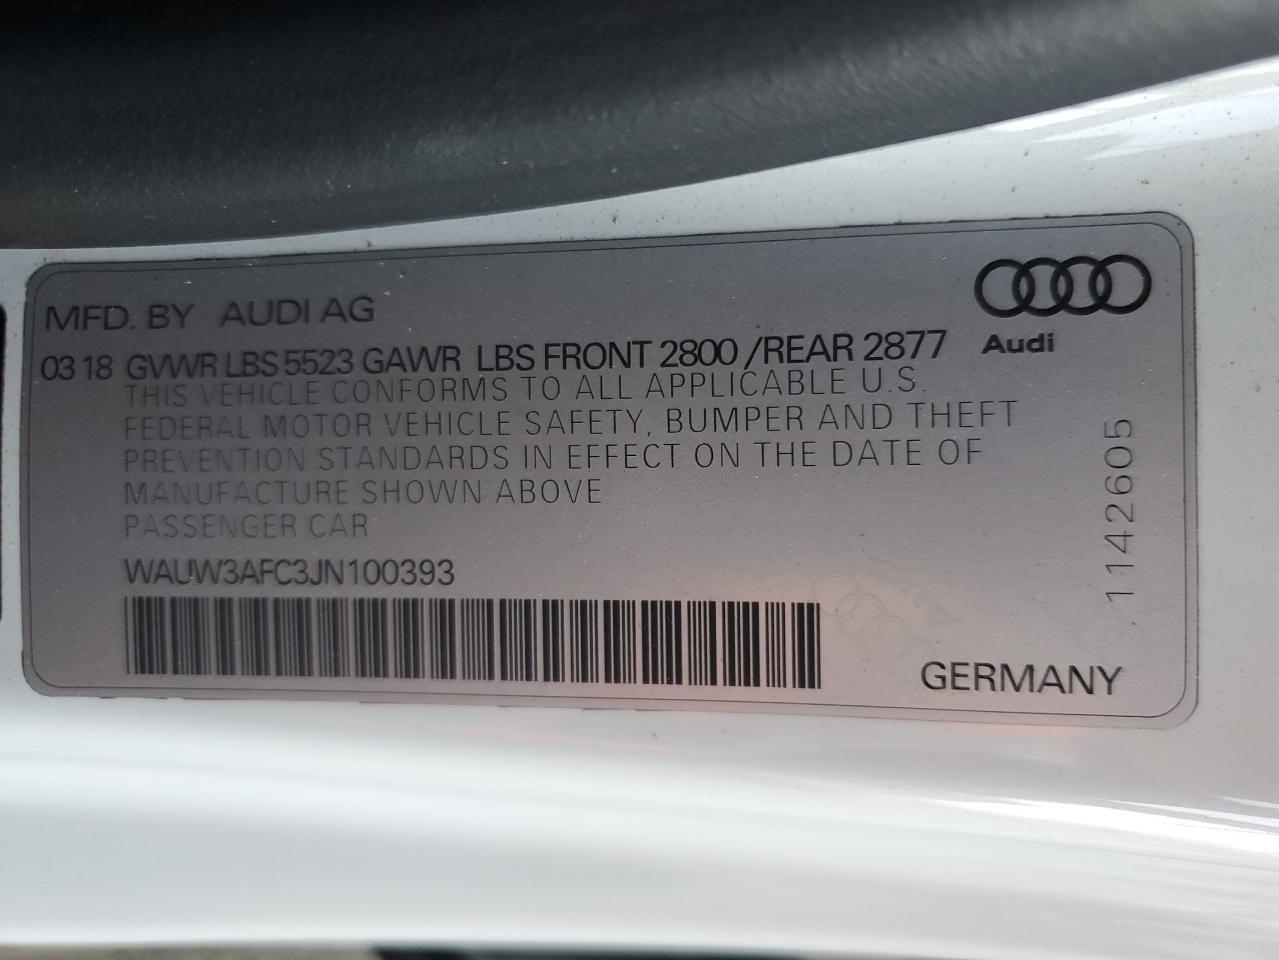 MFD. BY AUDI AG
03 18 GVWR LBS 5523 GAWR LBS FRONT 2800 /REAR 2877
Audi
THIS VEHICLE CONFORMS TO ALL APPLICABLE U.S.
FEDERAL MOTOR VEHICLE SAFETY, BUMPER AND THEFT
PREVENTION STANDARDS IN EFFECT ON THE DATE OF
MANUFACTURE SHOWN ABOVE
PASSENGER CAR
WAUW3AFC3JN100393
1142605
GERMANY